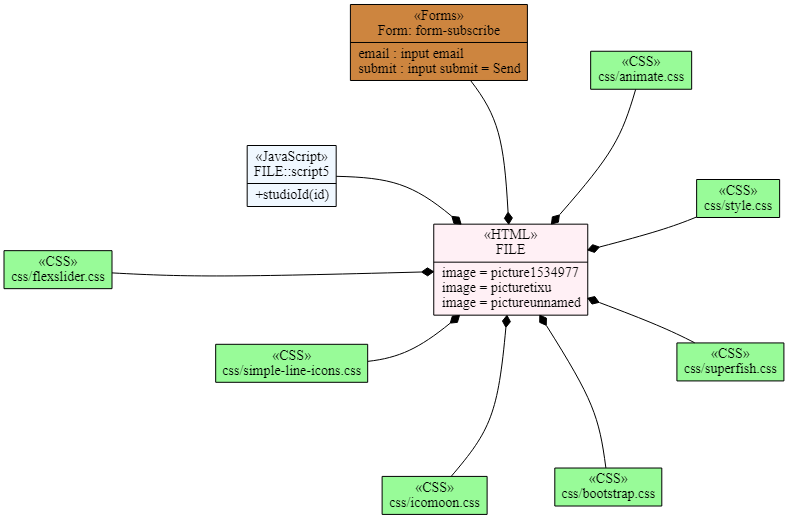 «Forms»
Form: form-subscribe
email : input email
submit : input submit = Send
«CSS»
css/animate.css
«JavaScript»
FILE::script5
+studioId(id)
«CSS»
css/style.css
«HTML»
FILE
image = picture1534977
image = picturetixu
image = pictureunnamed
«CSS»
css/flexslider.css
«CSS»
css/simple-line-icons.css
«CSS»
css/superfish.css
«CSS»
css/icomoon.css
«CSS»
css/bootstrap.css